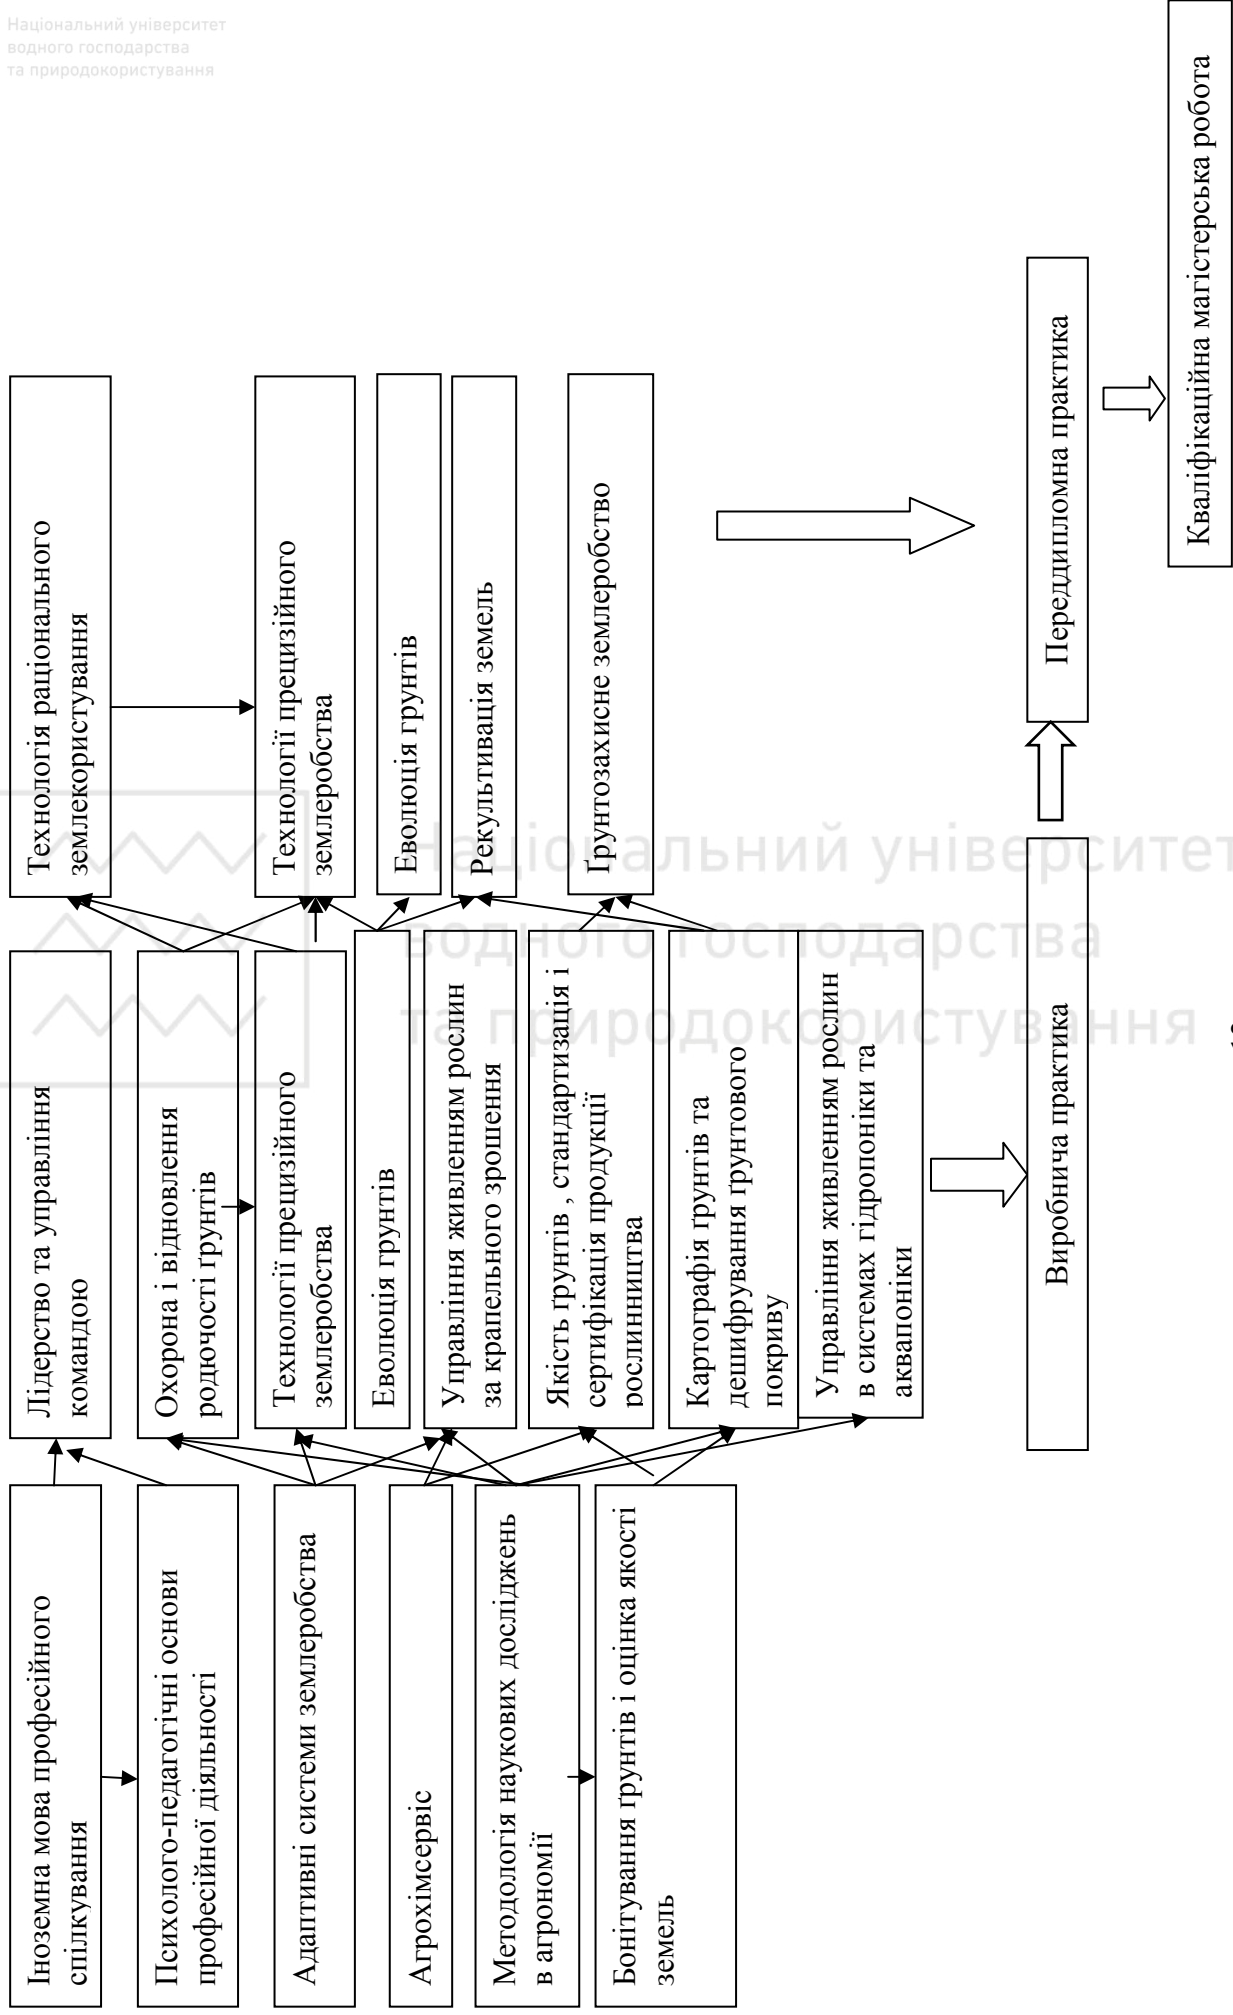 Національний університет
водного господарства
та природокористування
Іноземна мова професійного
спілкування
Психолого-педагогічні основи
професійної діяльності
Адаптивні системи землеробства
Агрохімсервіс
Методологія наукових досліджень
в агрономії
Бонітування ґрунтів і оцінка якості
земель
Лідерство та управління
командою
Охорона і відновлення
родючості ґрунтів
Технології прецизійного
землеробства
Еволюція грунтів
Управління живленням рослин
за крапельного зрошення
Якість ґрунтів , стандартизація і
сертифікація продукції
рослинництва
Картографія ґрунтів та
дешифрування ґрунтового
покриву
Управління живленням рослин
в системах гідропоніки та
аквапоніки
Технологія раціонального
землекористування
Технології прецизійного
землеробства
Еволюція грунтів
Рекультивація земель
Ґрунтозахисне землеробство
Виробнича практика
Переддипломна практика
Кваліфікаційна магістерська робота
Національний університет
водного господарства
та природокористування